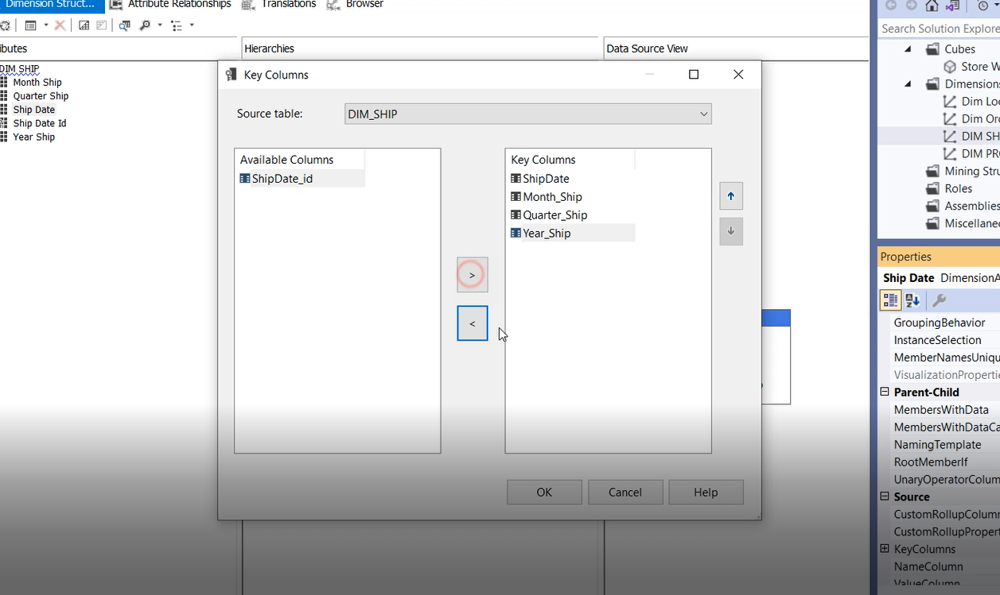 Dimension Struct...
Attribute Relationships
Translations
Browser
Search Solution Explore
ibutes
Hierarchies
Data Source View
DIM SHIP
Month Ship
Quarter Ship
Ship Date
Ship Date Id
Year Ship
Key Columns
Source table:
DIM_SHIP
Available Columns
ShipDate_id
>
<
Key Columns
ShipDate
Month_Ship
Quarter_Ship
Year_Ship
OK
Cancel
Help
Cubes
Store W
Dimension
Dim Lo
Dim Or
DIM SH
DIM PR
Mining Stru
Roles
Assemblies
Miscellane
Properties
Ship Date DimensionA
GroupingBehavior
InstanceSelection
MemberNamesUniqu
VisualizationProperti
Parent-Child
MembersWithData
MembersWithDataCa
NamingTemplate
RootMemberIf
UnaryOperatorColum
Source
CustomRollupColumn
CustomRollupPropert
KeyColumns
NameColumn
ValueColumn